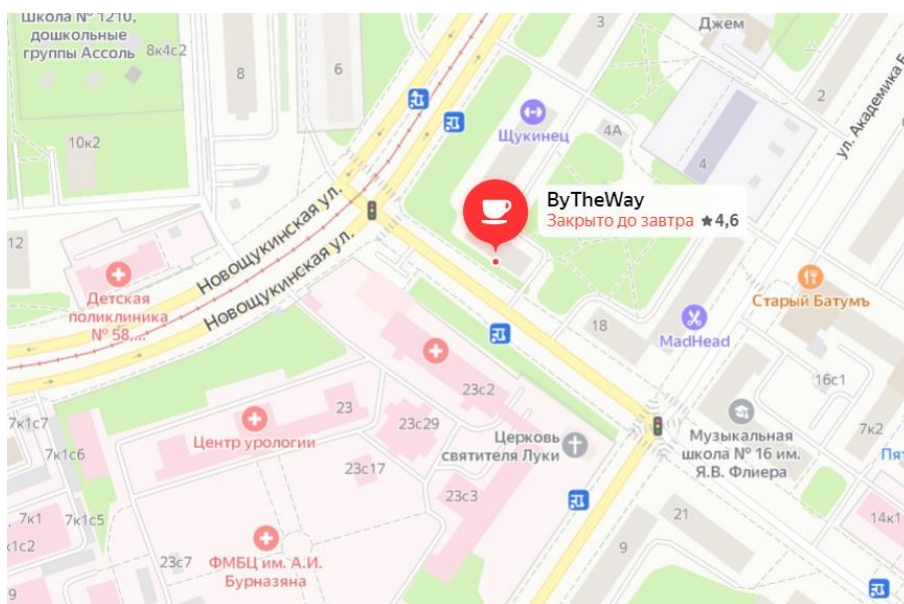 Школа № 1210,
дошкольные
группы Ассоль
8к4с2
8
6
3
Джем
2
ул. Академика Б
10к2
Щукинец
4А
4
ByTheWay
Закрыто до завтра ★4,6
12
Новощукинская ул.
Новощукинская ул.
Детская
поликлиника
№ 58,...
Старый Батумъ
18
MadHead
16с1
23с2
7к1с7
23
Центр урологии
23с29
Церковь
святителя Луки
Музыкальная
школа № 16 им.
Я.В. Флиера
7к2
Пят
7к1с6
23с17
23с3
7к1
7к1с5
21
14к1
к1с2
23с7
ФМБЦ им. А.И.
Бурназяна
9
9